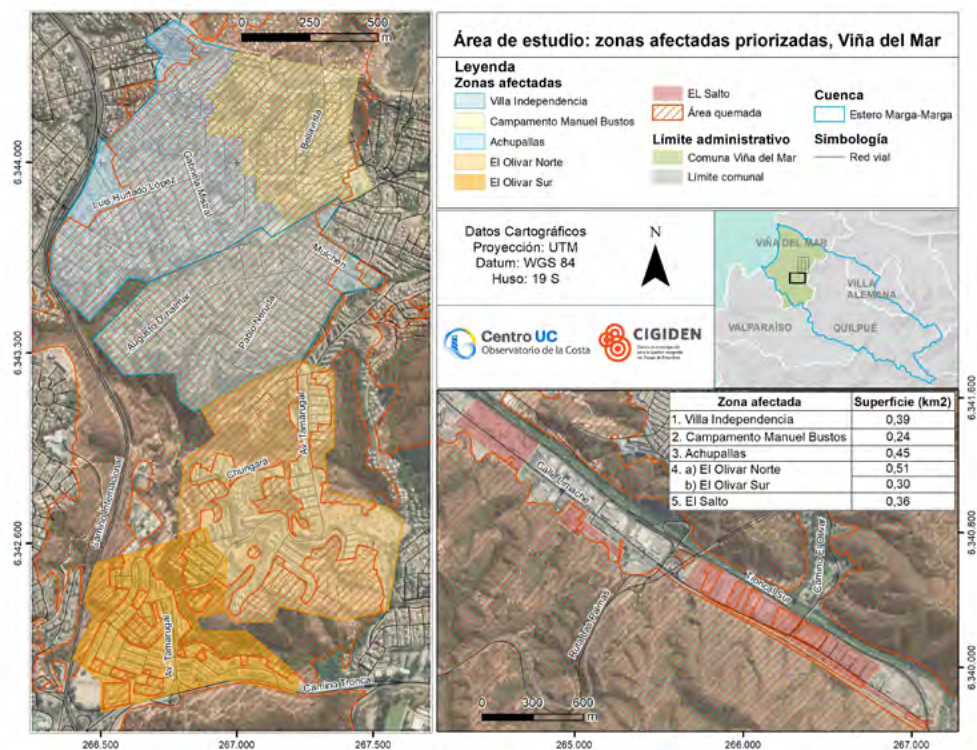 0 250 500
m
6.344.000
6.343.300
6.342.600
266.500 267.000 267.500
Bellavista
Gabriela Mistral
Luis Hurtado López
Mulchén
Augusto D'halmar
Pablo Neruda
Av. Tamarugal
Chungará
Camino Internacional
Av. Tamarugal
Camino Troncal
Área de estudio: zonas afectadas priorizadas, Viña del Mar
Leyenda
Zonas afectadas
Villa Independencia
Campamento Manuel Bustos
Achupallas
El Olivar Norte
El Olivar Sur
EL Salto
Área quemada
Límite administrativo
Comuna Viña del Mar
Límite comunal
Cuenca
Estero Marga-Marga
Simbología
Red vial
Datos Cartográficos
Proyección: UTM
Datum: WGS 84
Huso: 19 S
N
Centro UC
Observatorio de la Costa
CIGIDEN
VIÑA DEL MAR
VILLA
ALEMANA
VALPARAÍSO
QUILPUÉ
Zona afectada Superficie (km2)
1. Villa Independencia 0,39
2. Campamento Manuel Bustos 0,24
3. Achupallas 0,45
4. a) El Olivar Norte 0,51
b) El Olivar Sur 0,30
5. El Salto 0,36
Calle Limache
Troncal Sur
Camino El Olivar
Ruta Las Palmas
0 300 600
m
6.341.600
6.340.800
6.340.000
265.000 266.000 267.000